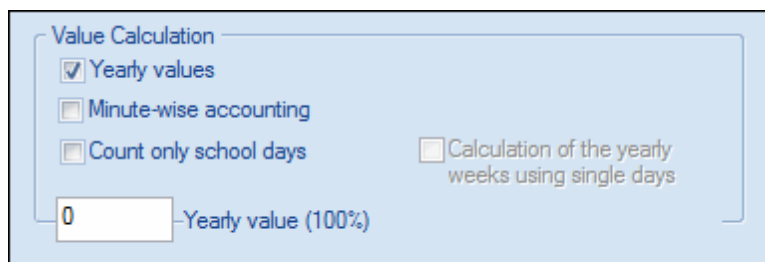 Value Calculation
Yearly values
Minute-wise accounting
Count only school days
Calculation of the yearly
weeks using single days
0
Yearly value (100%)